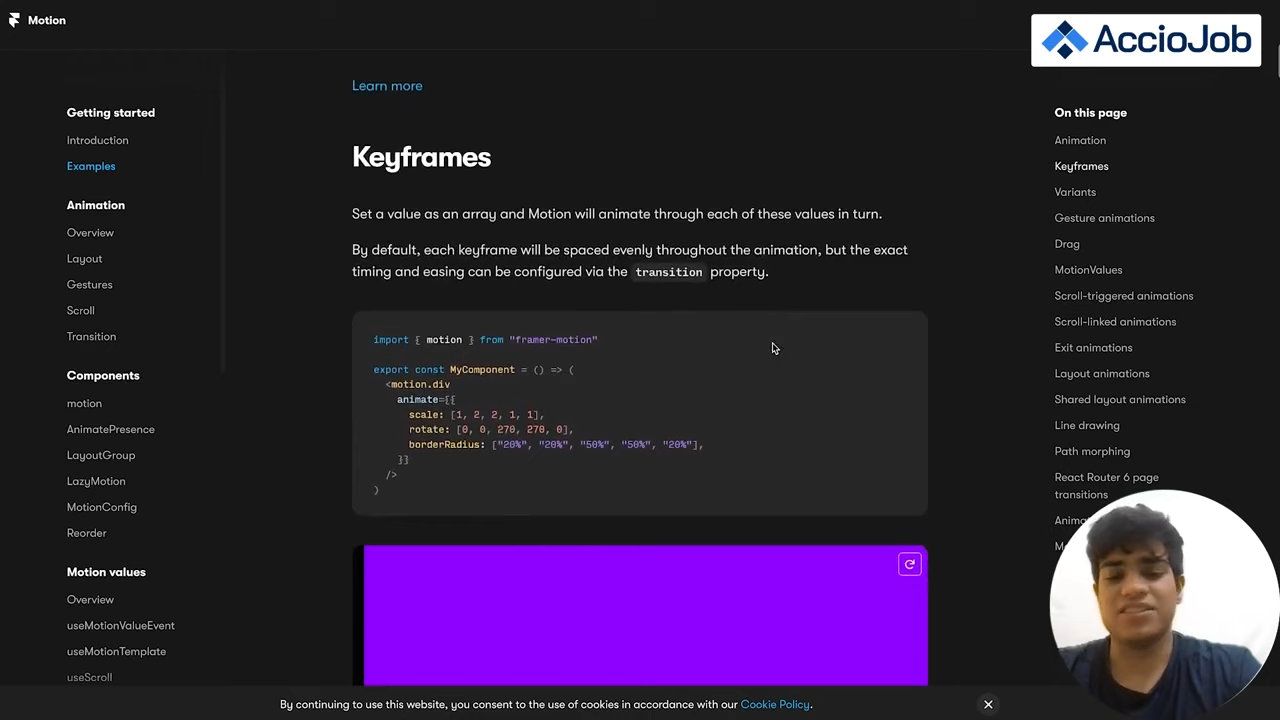 Motion
AccioJob
Getting started
Introduction
Examples
Animation
Overview
Layout
Gestures
Scroll
Transition
Components
motion
AnimatePresence
LayoutGroup
LazyMotion
MotionConfig
Reorder
Motion values
Overview
useMotionValueEvent
useMotionTemplate
useScroll
Learn more
Keyframes
Set a value as an array and Motion will animate through each of these values in turn.
By default, each keyframe will be spaced evenly throughout the animation, but the exact
timing and easing can be configured via the transition property.
import { motion } from "framer-motion"
export const MyComponent = () => (
<motion.div
animate={{
scale: [1, 2, 2, 1, 1],
rotate: [0, 0, 270, 270, 0],
borderRadius: ["20%", "20%", "50%", "50%", "20%"],
}}
/>
)
On this page
Animation
Keyframes
Variants
Gesture animations
Drag
MotionValues
Scroll-triggered animations
Scroll-linked animations
Exit animations
Layout animations
Shared layout animations
Line drawing
Path morphing
React Router 6 page
transitions
By continuing to use this website, you consent to the use of cookies in accordance with our Cookie Policy.